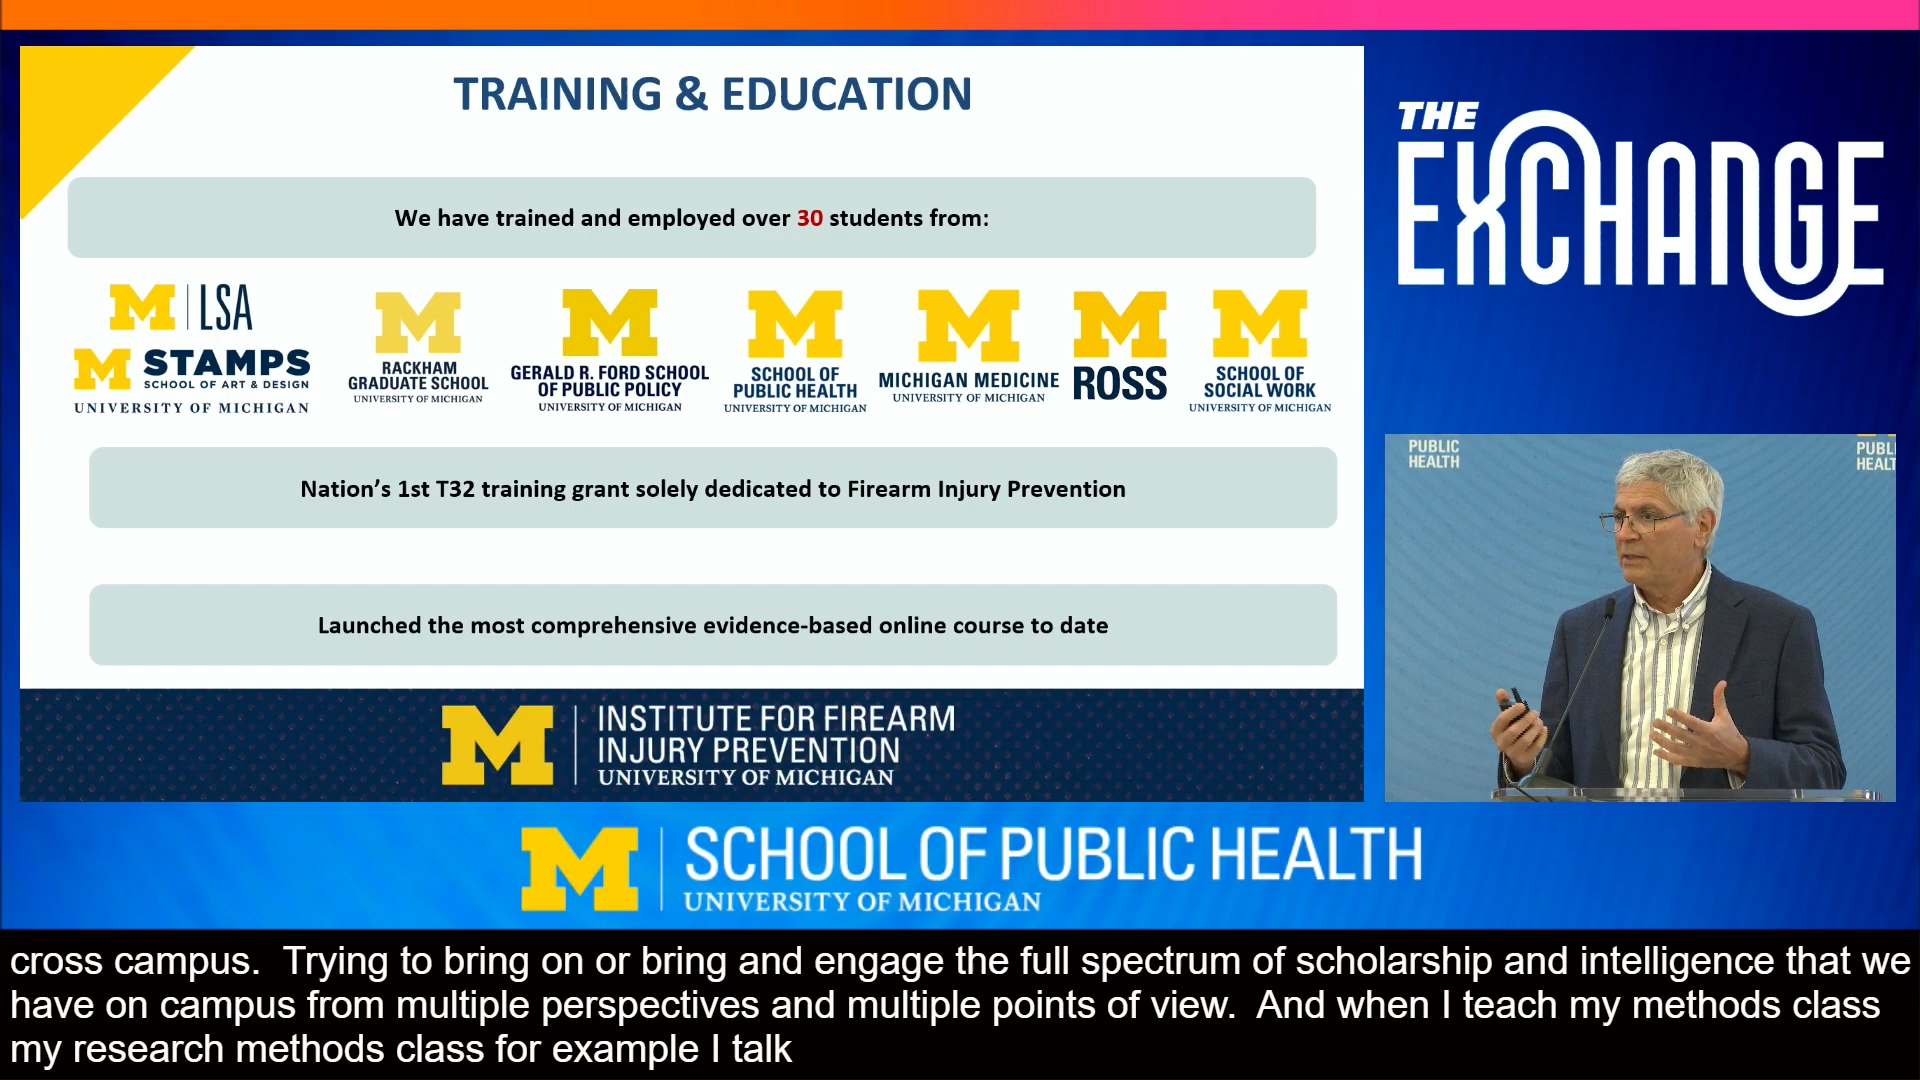 TRAINING & EDUCATION
We have trained and employed over 30 students from:
M LSA
M STAMPS
SCHOOL OF ART & DESIGN
UNIVERSITY OF MICHIGAN
M
RACKHAM
GRADUATE SCHOOL
UNIVERSITY OF MICHIGAN
M
GERALD R. FORD SCHOOL
OF PUBLIC POLICY
UNIVERSITY OF MICHIGAN
M
SCHOOL OF
PUBLIC HEALTH
UNIVERSITY OF MICHIGAN
M
MICHIGAN MEDICINE
UNIVERSITY OF MICHIGAN
M
ROSS
M
SCHOOL OF
SOCIAL WORK
UNIVERSITY OF MICHIGAN
Nation’s 1st T32 training grant solely dedicated to Firearm Injury Prevention
Launched the most comprehensive evidence-based online course to date
M
INSTITUTE FOR FIREARM
INJURY PREVENTION
UNIVERSITY OF MICHIGAN
THE
EXCHANGE
PUBLIC
HEALTH
PUBLI
HEALT
M
SCHOOL OF PUBLIC HEALTH
UNIVERSITY OF MICHIGAN
cross campus.  Trying to bring on or bring and engage the full spectrum of scholarship and intelligence that we
have on campus from multiple perspectives and multiple points of view.  And when I teach my methods class
my research methods class for example I talk